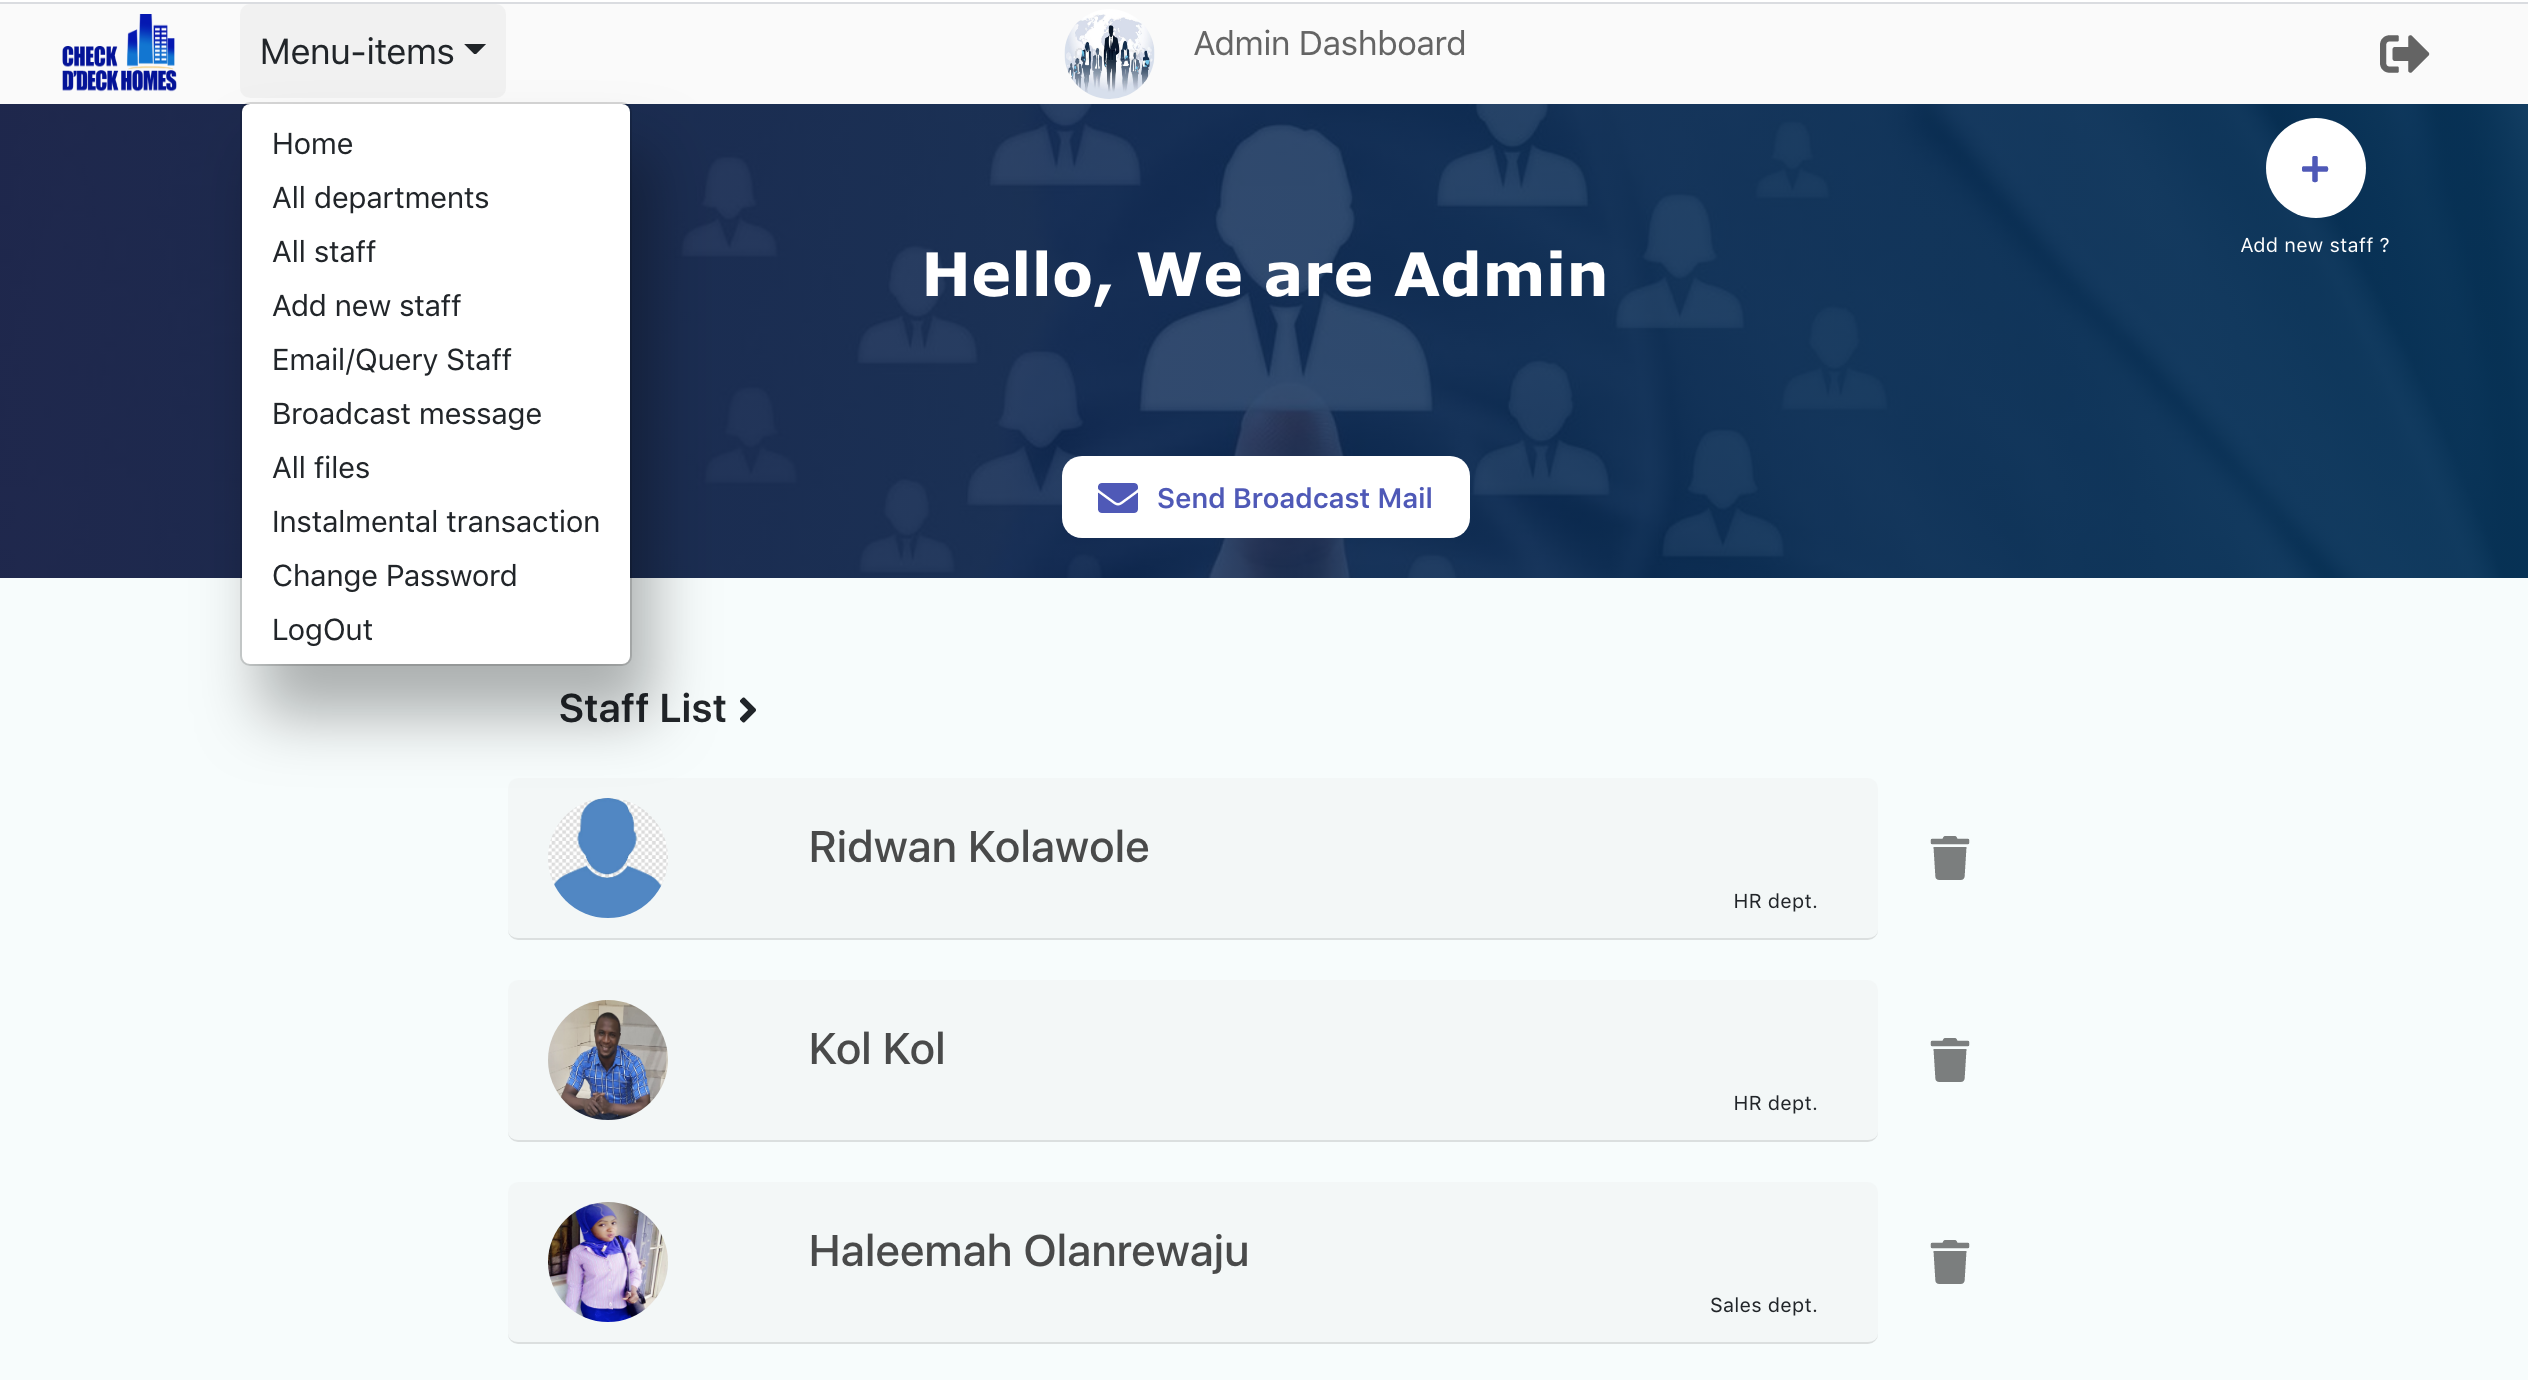 CHECK
D'DECK HOMES
Menu-items
Admin Dashboard
Home
All departments
All staff
Add new staff
Email/Query Staff
Broadcast message
All files
Instalmental transaction
Change Password
LogOut
Add new staff ?
Hello, We are Admin
Send Broadcast Mail
Staff List
Ridwan Kolawole
HR dept.
Kol Kol
HR dept.
Haleemah Olanrewaju
Sales dept.